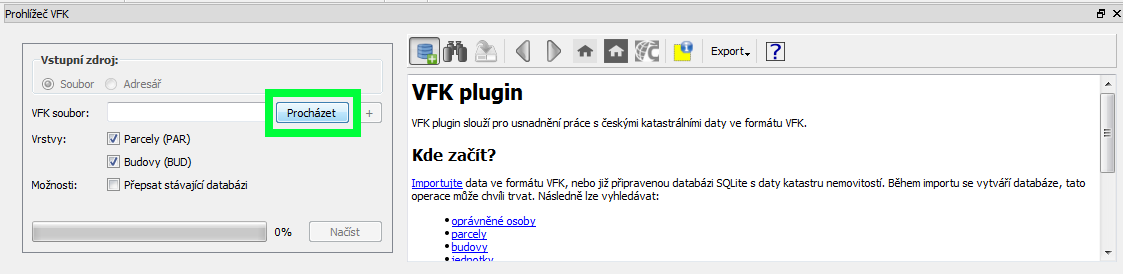 Prohlížeč VFK
Vstupní zdroj:
Soubor Adresář
VFK soubor: Procházet +
Vrstvy: Parcely (PAR)
Budovy (BUD)
Možnosti: Přepsat stávající databázi
0% Načíst
Export
VFK plugin
VFK plugin slouží pro usnadnění práce s českými katastrálními daty ve formátu VFK.
Kde začít?
Importujte data ve formátu VFK, nebo již připravenou databázi SQLite s daty katastru nemovitostí. Během importu se vytváří databáze, tato
operace může chvíli trvat. Následně lze vyhledávat:
oprávněné osoby
parcely
budovy
jednotky